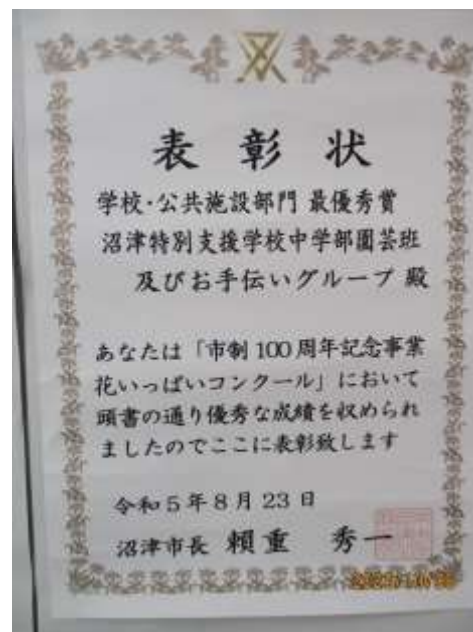 表彰状
学校・公共施設部門 最優秀賞
沼津特別支援学校中学部園芸班
及びお手伝いグループ 殿
あなたは「市制100周年記念事業
花いっぱいコンクール」において
頭書の通り優秀な成績を収められ
ましたのでここに表彰致します
令和5年8月23日
沼津市長 頼重 秀一